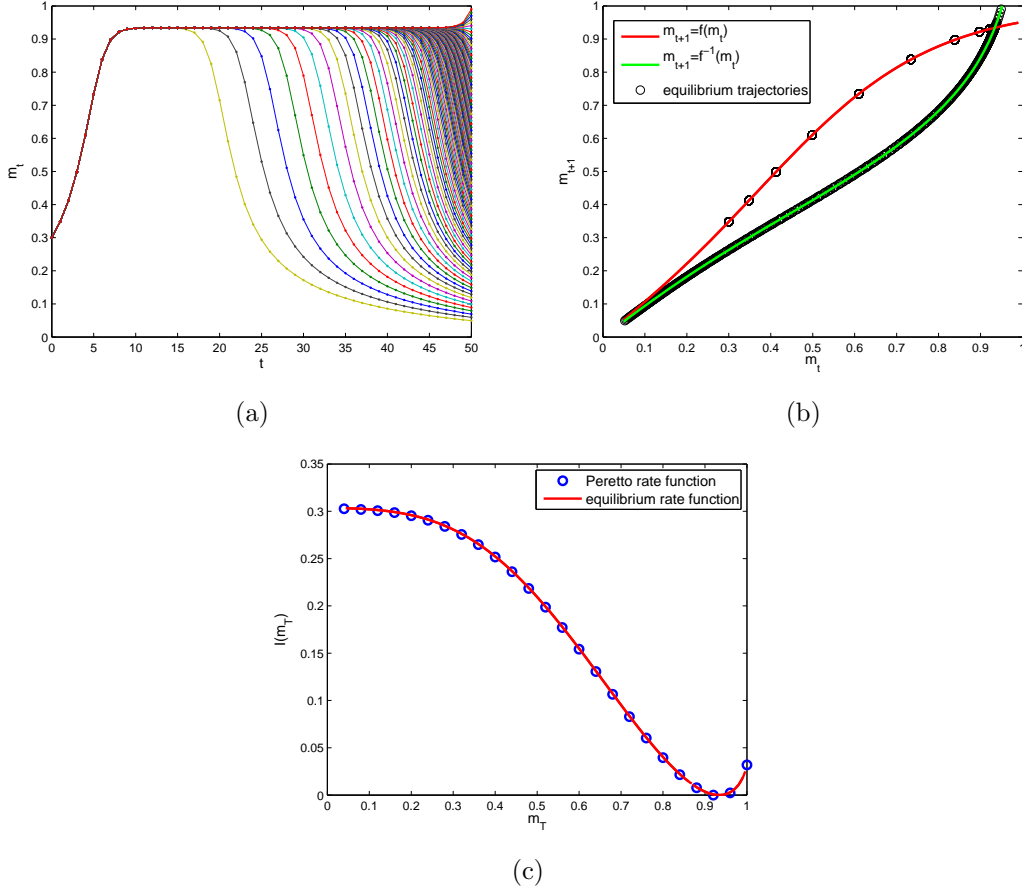 1
0.9
0.8
0.7
0.6
0.5
0.4
0.3
0.2
0.1
0
m_t
0 5 10 15 20 25 30 35 40 45 50
t
(a)
1
0.9
0.8
0.7
0.6
0.5
0.4
0.3
0.2
0.1
0
m_{t+1}
m_{t+1}=f(m_t)
m_{t+1}=f^{-1}(m_t)
equilibrium trajectories
0 0.1 0.2 0.3 0.4 0.5 0.6 0.7 0.8 0.9 1
m_t
(b)
0.35
0.3
0.25
0.2
0.15
0.1
0.05
0
I(m_T)
Peretto rate function
equilibrium rate function
0 0.1 0.2 0.3 0.4 0.5 0.6 0.7 0.8 0.9 1
m_T
(c)